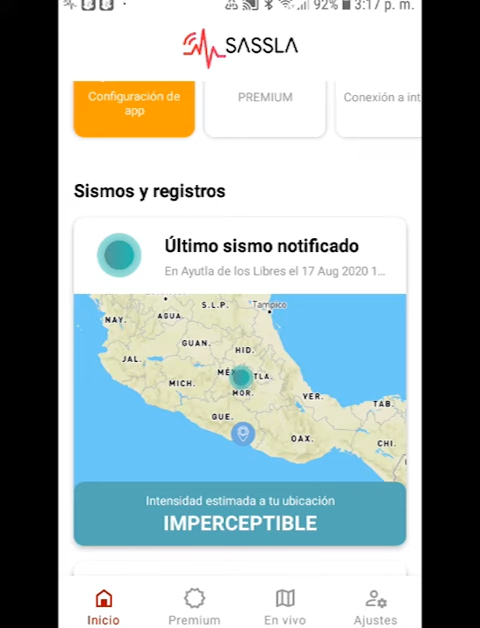 92% 3:17 p. m.
SASSLA
Configuración de
app
PREMIUM
Conexión a int
Sismos y registros
Último sismo notificado
En Ayutla de los Libres el 17 Aug 2020 1...
S.L.P.
Tampico
NAY.
AGUA.
GUAN.
HID.
JAL.
MÉX
TLA.
MICH.
MOR.
VER.
GUE.
TAB.
OAX.
CHI.
Intensidad estimada a tu ubicación
IMPERCEPTIBLE
Inicio
Premium
En vivo
Ajustes